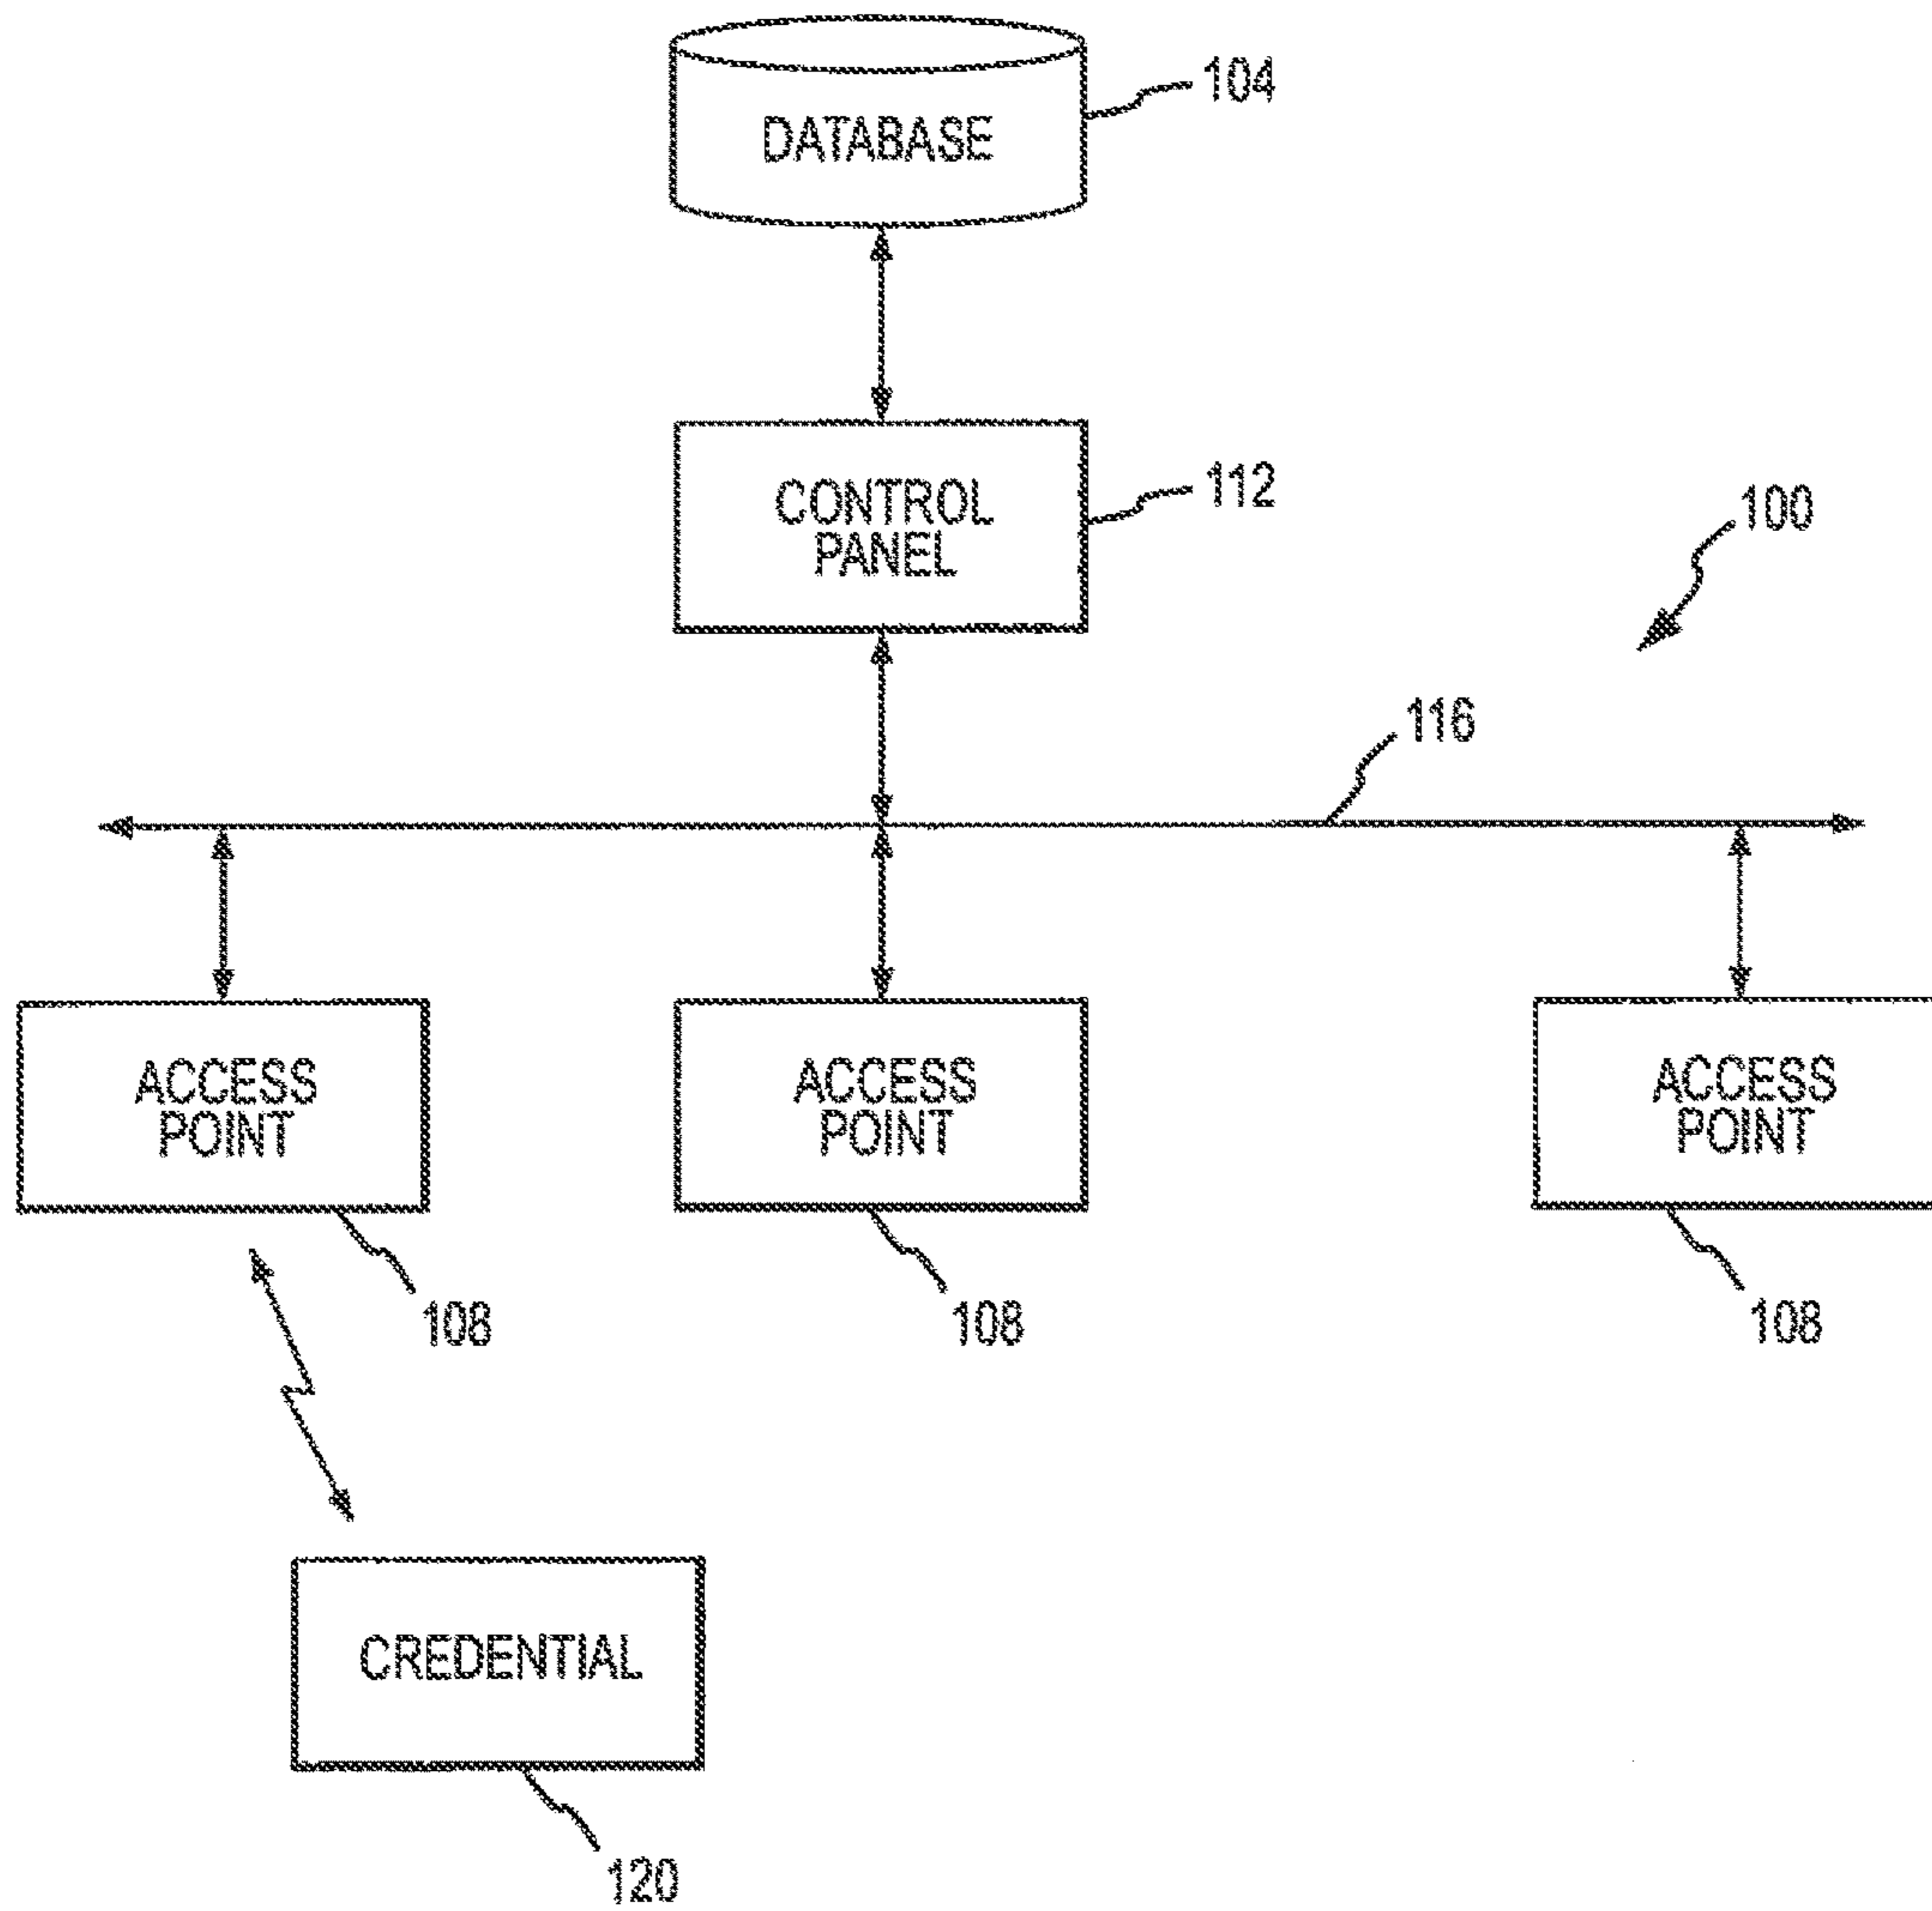 104
DATABASE
112
CONTROL
PANEL
100
116
ACCESS
POINT
ACCESS
POINT
ACCESS
POINT
108
108
108
CREDENTIAL
120